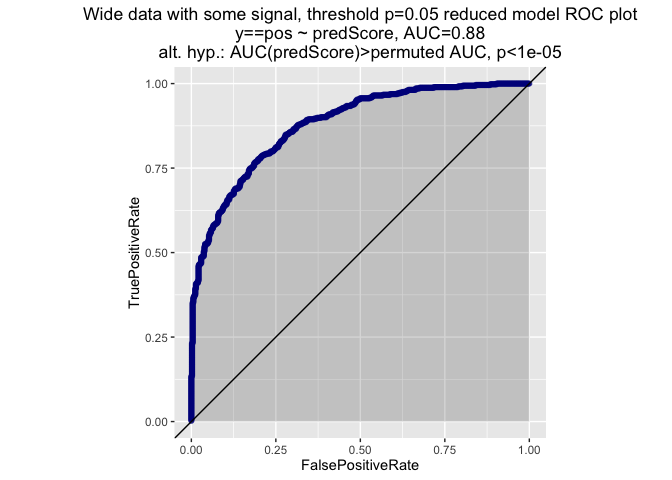 Wide data with some signal, threshold p=0.05 reduced model ROC plot
y==pos ~ predScore, AUC=0.88
alt. hyp.: AUC(predScore)>permuted AUC, p<1e-05
1.00
0.75
0.50
0.25
0.00
TruePositiveRate
0.00 0.25 0.50 0.75 1.00
FalsePositiveRate